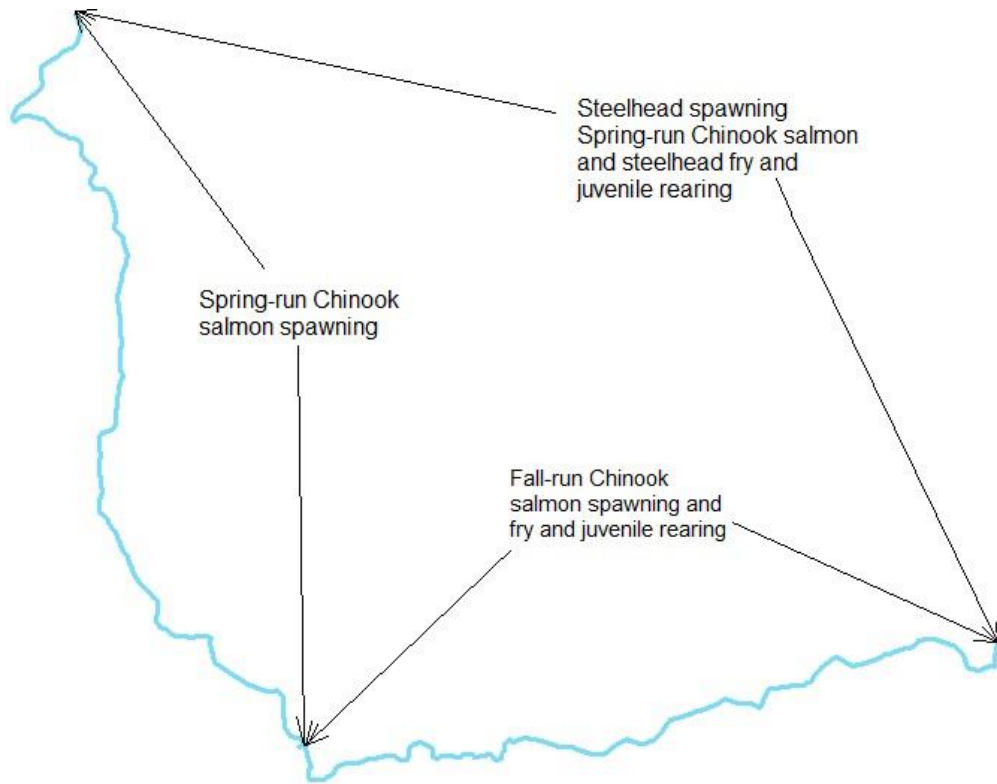 Steelhead spawning
Spring-run Chinook salmon
and steelhead fry and
juvenile rearing
Spring-run Chinook
salmon spawning
Fall-run Chinook
salmon spawning and
fry and juvenile rearing